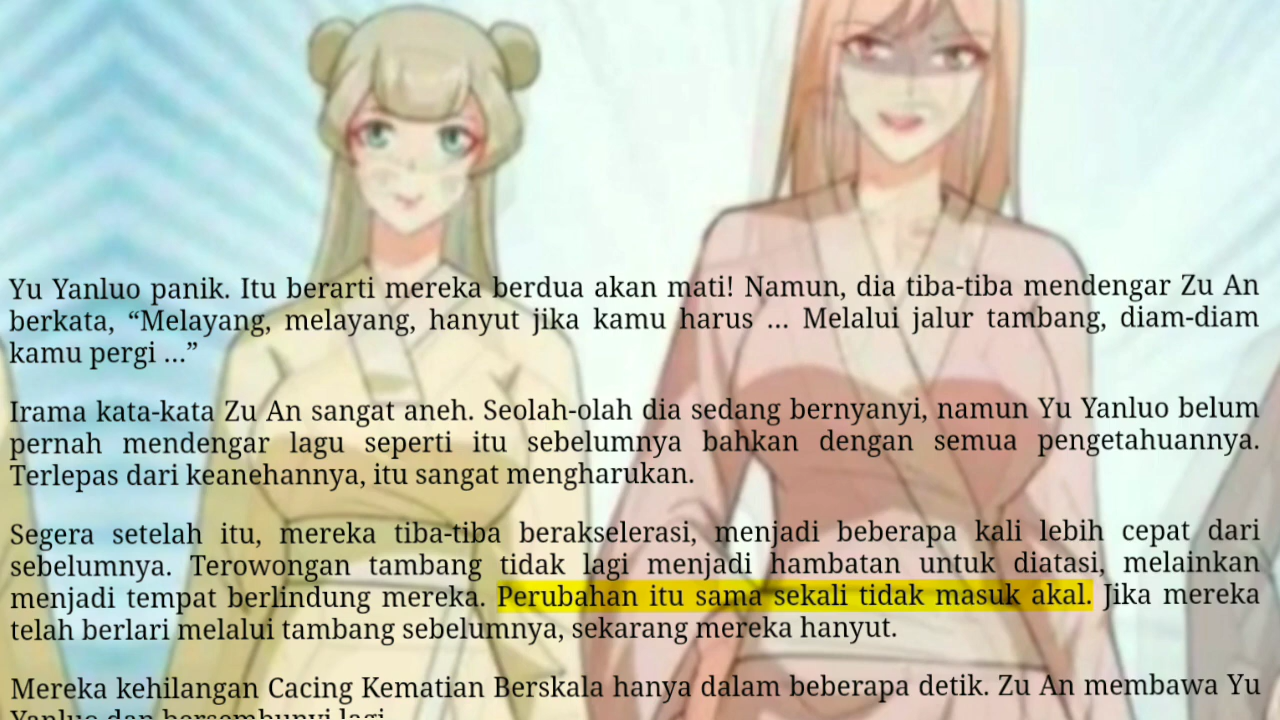 Yu Yanluo panik. Itu berarti mereka berdua akan mati! Namun, dia tiba-tiba mendengar Zu An
berkata, “Melayang, melayang, hanyut jika kamu harus ... Melalui jalur tambang, diam-diam
kamu pergi ...”
Irama kata-kata Zu An sangat aneh. Seolah-olah dia sedang bernyanyi, namun Yu Yanluo belum
pernah mendengar lagu seperti itu sebelumnya bahkan dengan semua pengetahuannya.
Terlepas dari keanehannya, itu sangat mengharukan.
Segera setelah itu, mereka tiba-tiba berakselerasi, menjadi beberapa kali lebih cepat dari
sebelumnya. Terowongan tambang tidak lagi menjadi hambatan untuk diatasi, melainkan
menjadi tempat berlindung mereka. Perubahan itu sama sekali tidak masuk akal. Jika mereka
telah berlari melalui tambang sebelumnya, sekarang mereka hanyut.
Mereka kehilangan Cacing Kematian Berskala hanya dalam beberapa detik. Zu An membawa Yu
Yanluo dan bersembunyi lagi